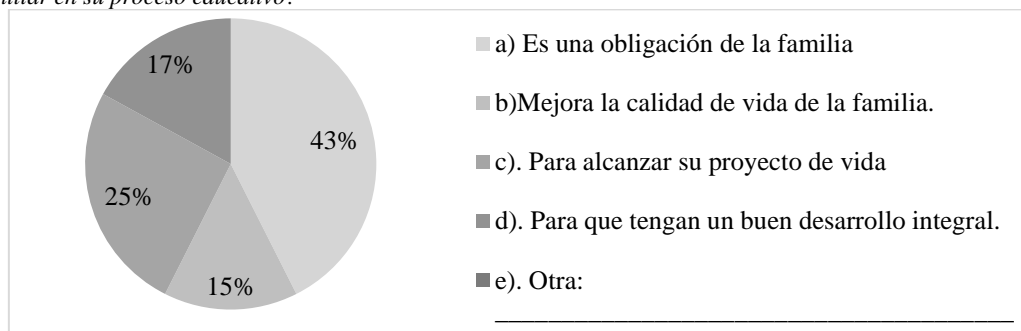 en su proceso educativo?
17%
43%
25%
15%
a) Es una obligación de la familia
b)Mejora la calidad de vida de la familia.
c). Para alcanzar su proyecto de vida
d). Para que tengan un buen desarrollo integral.
e). Otra:
_______________________________________